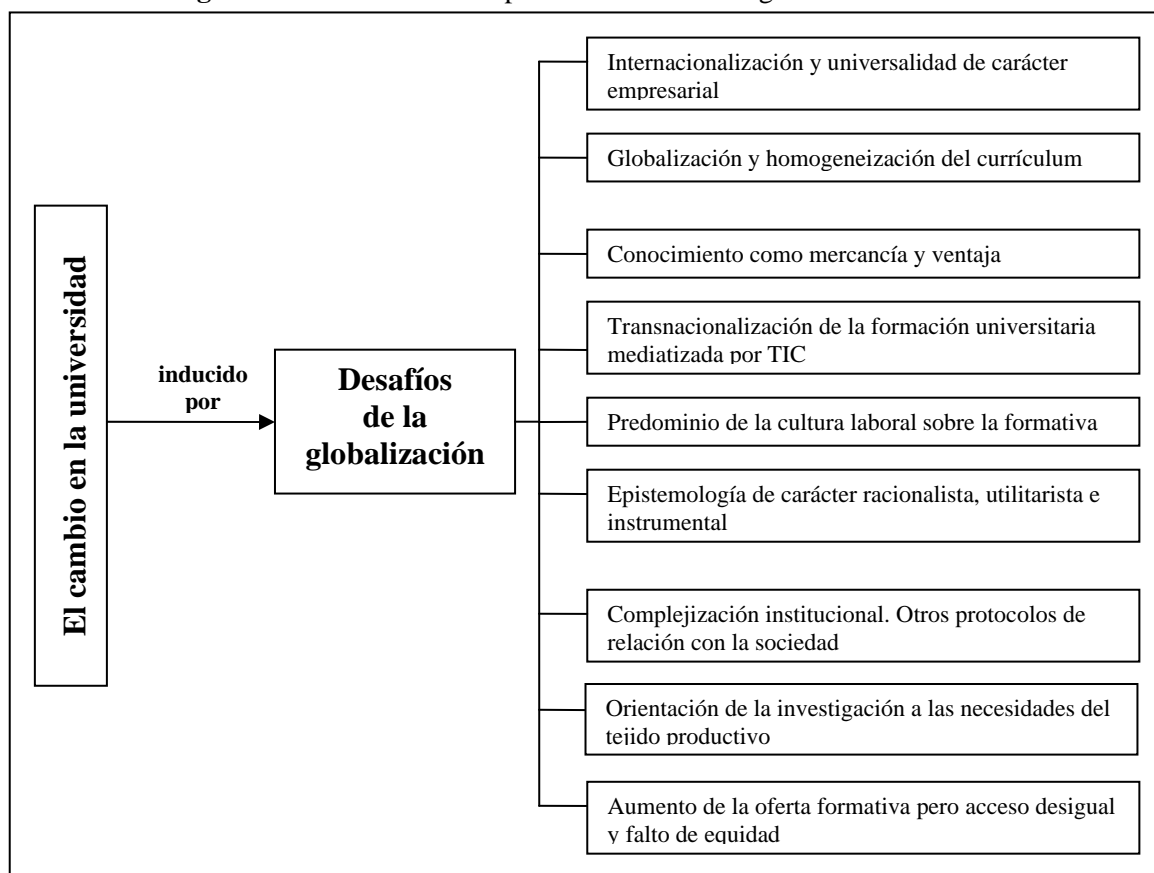 El cambio en la universidad
inducido
por
Desafíos
de la
globalización
Internacionalización y universalidad de carácter
empresarial
Globalización y homogeneización del currículum
Conocimiento como mercancía y ventaja
Transnacionalización de la formación universitaria
mediatizada por TIC
Predominio de la cultura laboral sobre la formativa
Epistemología de carácter racionalista, utilitarista e
instrumental
Complejización institucional. Otros protocolos de
relación con la sociedad
Orientación de la investigación a las necesidades del
tejido productivo
Aumento de la oferta formativa pero acceso desigual
y falto de equidad